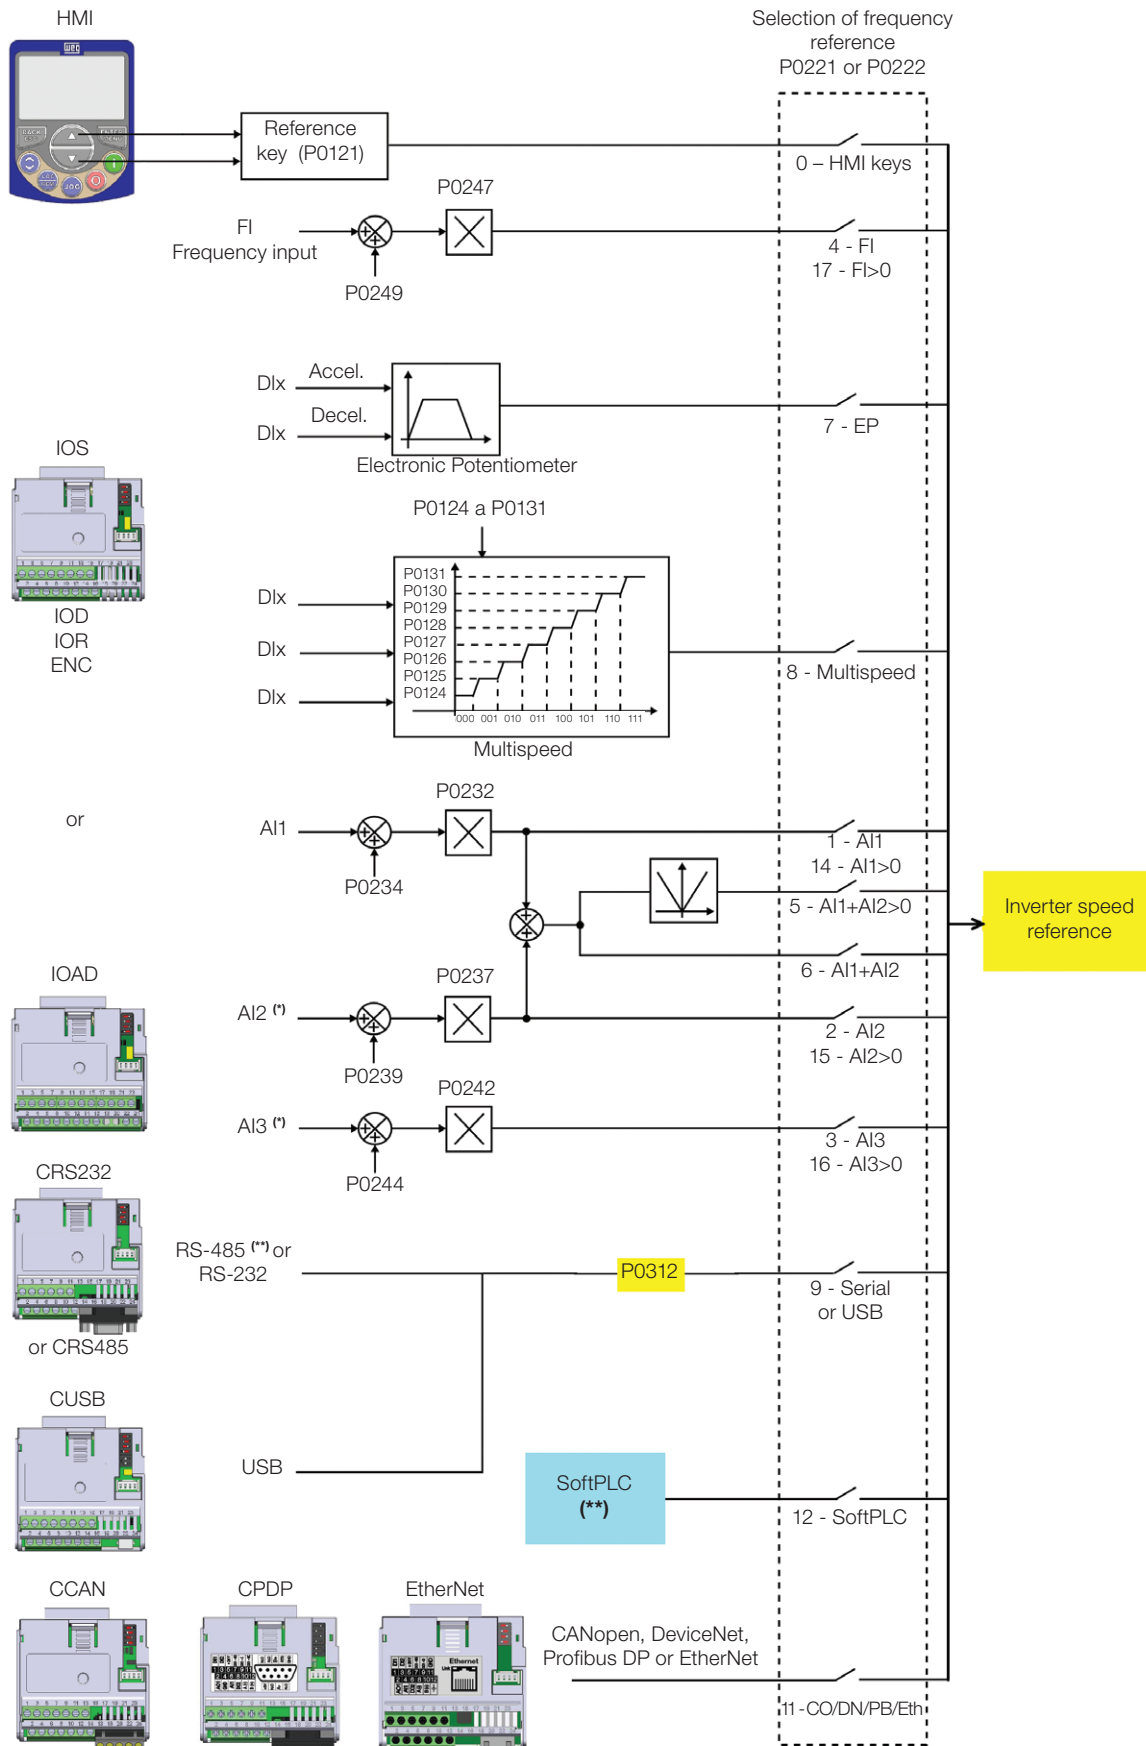 HMI
Selection of frequency
reference
P0221 or P0222
Reference
key (P0121)
0 – HMI keys
P0247
FI
Frequency input
P0249
4 - FI
17 - FI>0
DIx
Accel.
DIx
Decel.
Electronic Potentiometer
7 - EP
IOS
IOD
IOR
ENC
P0124 a P0131
DIx
DIx
DIx
P0131
P0130
P0129
P0128
P0127
P0126
P0125
P0124
000 001 010 011 100 101 110 111
Multispeed
8 - Multispeed
or
AI1
P0232
P0234
1 - AI1
14 - AI1>0
5 - AI1+AI2>0
6 - AI1+AI2
Inverter speed
reference
IOAD
AI2 (*)
P0237
P0239
2 - AI2
15 - AI2>0
AI3 (*)
P0242
P0244
3 - AI3
16 - AI3>0
CRS232
or CRS485
RS-485 (**) or
RS-232
P0312
9 - Serial
or USB
CUSB
USB
SoftPLC
(**)
12 - SoftPLC
CCAN
CPDP
EtherNet
Ethernet
CANopen, DeviceNet,
Profibus DP or EtherNet
11 - CO/DN/PB/Eth